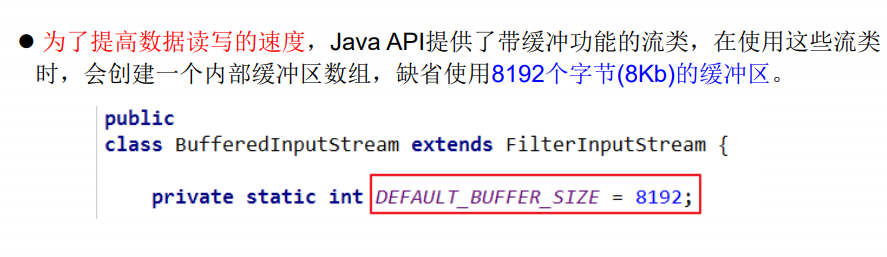 ● 为了提高数据读写的速度，Java API提供了带缓冲功能的流类，在使用这些流类
时，会创建一个内部缓冲区数组，缺省使用8192个字节(8Kb)的缓冲区。
public
class BufferedInputStream extends FilterInputStream {
private static int DEFAULT_BUFFER_SIZE = 8192;